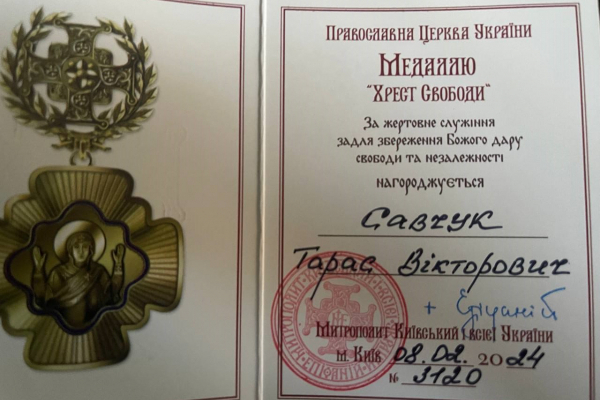 Православна Церква України
Медаллю
"Хрест Свободи"
За жертовне служіння
задля збереження Божого дару
свободи та незалежності
нагороджується
Савчук
Тарас Вікторович
+ Епіфаній
Митрополит Київський і всієї України
м. Київ 08.02. 2024
№ 3120